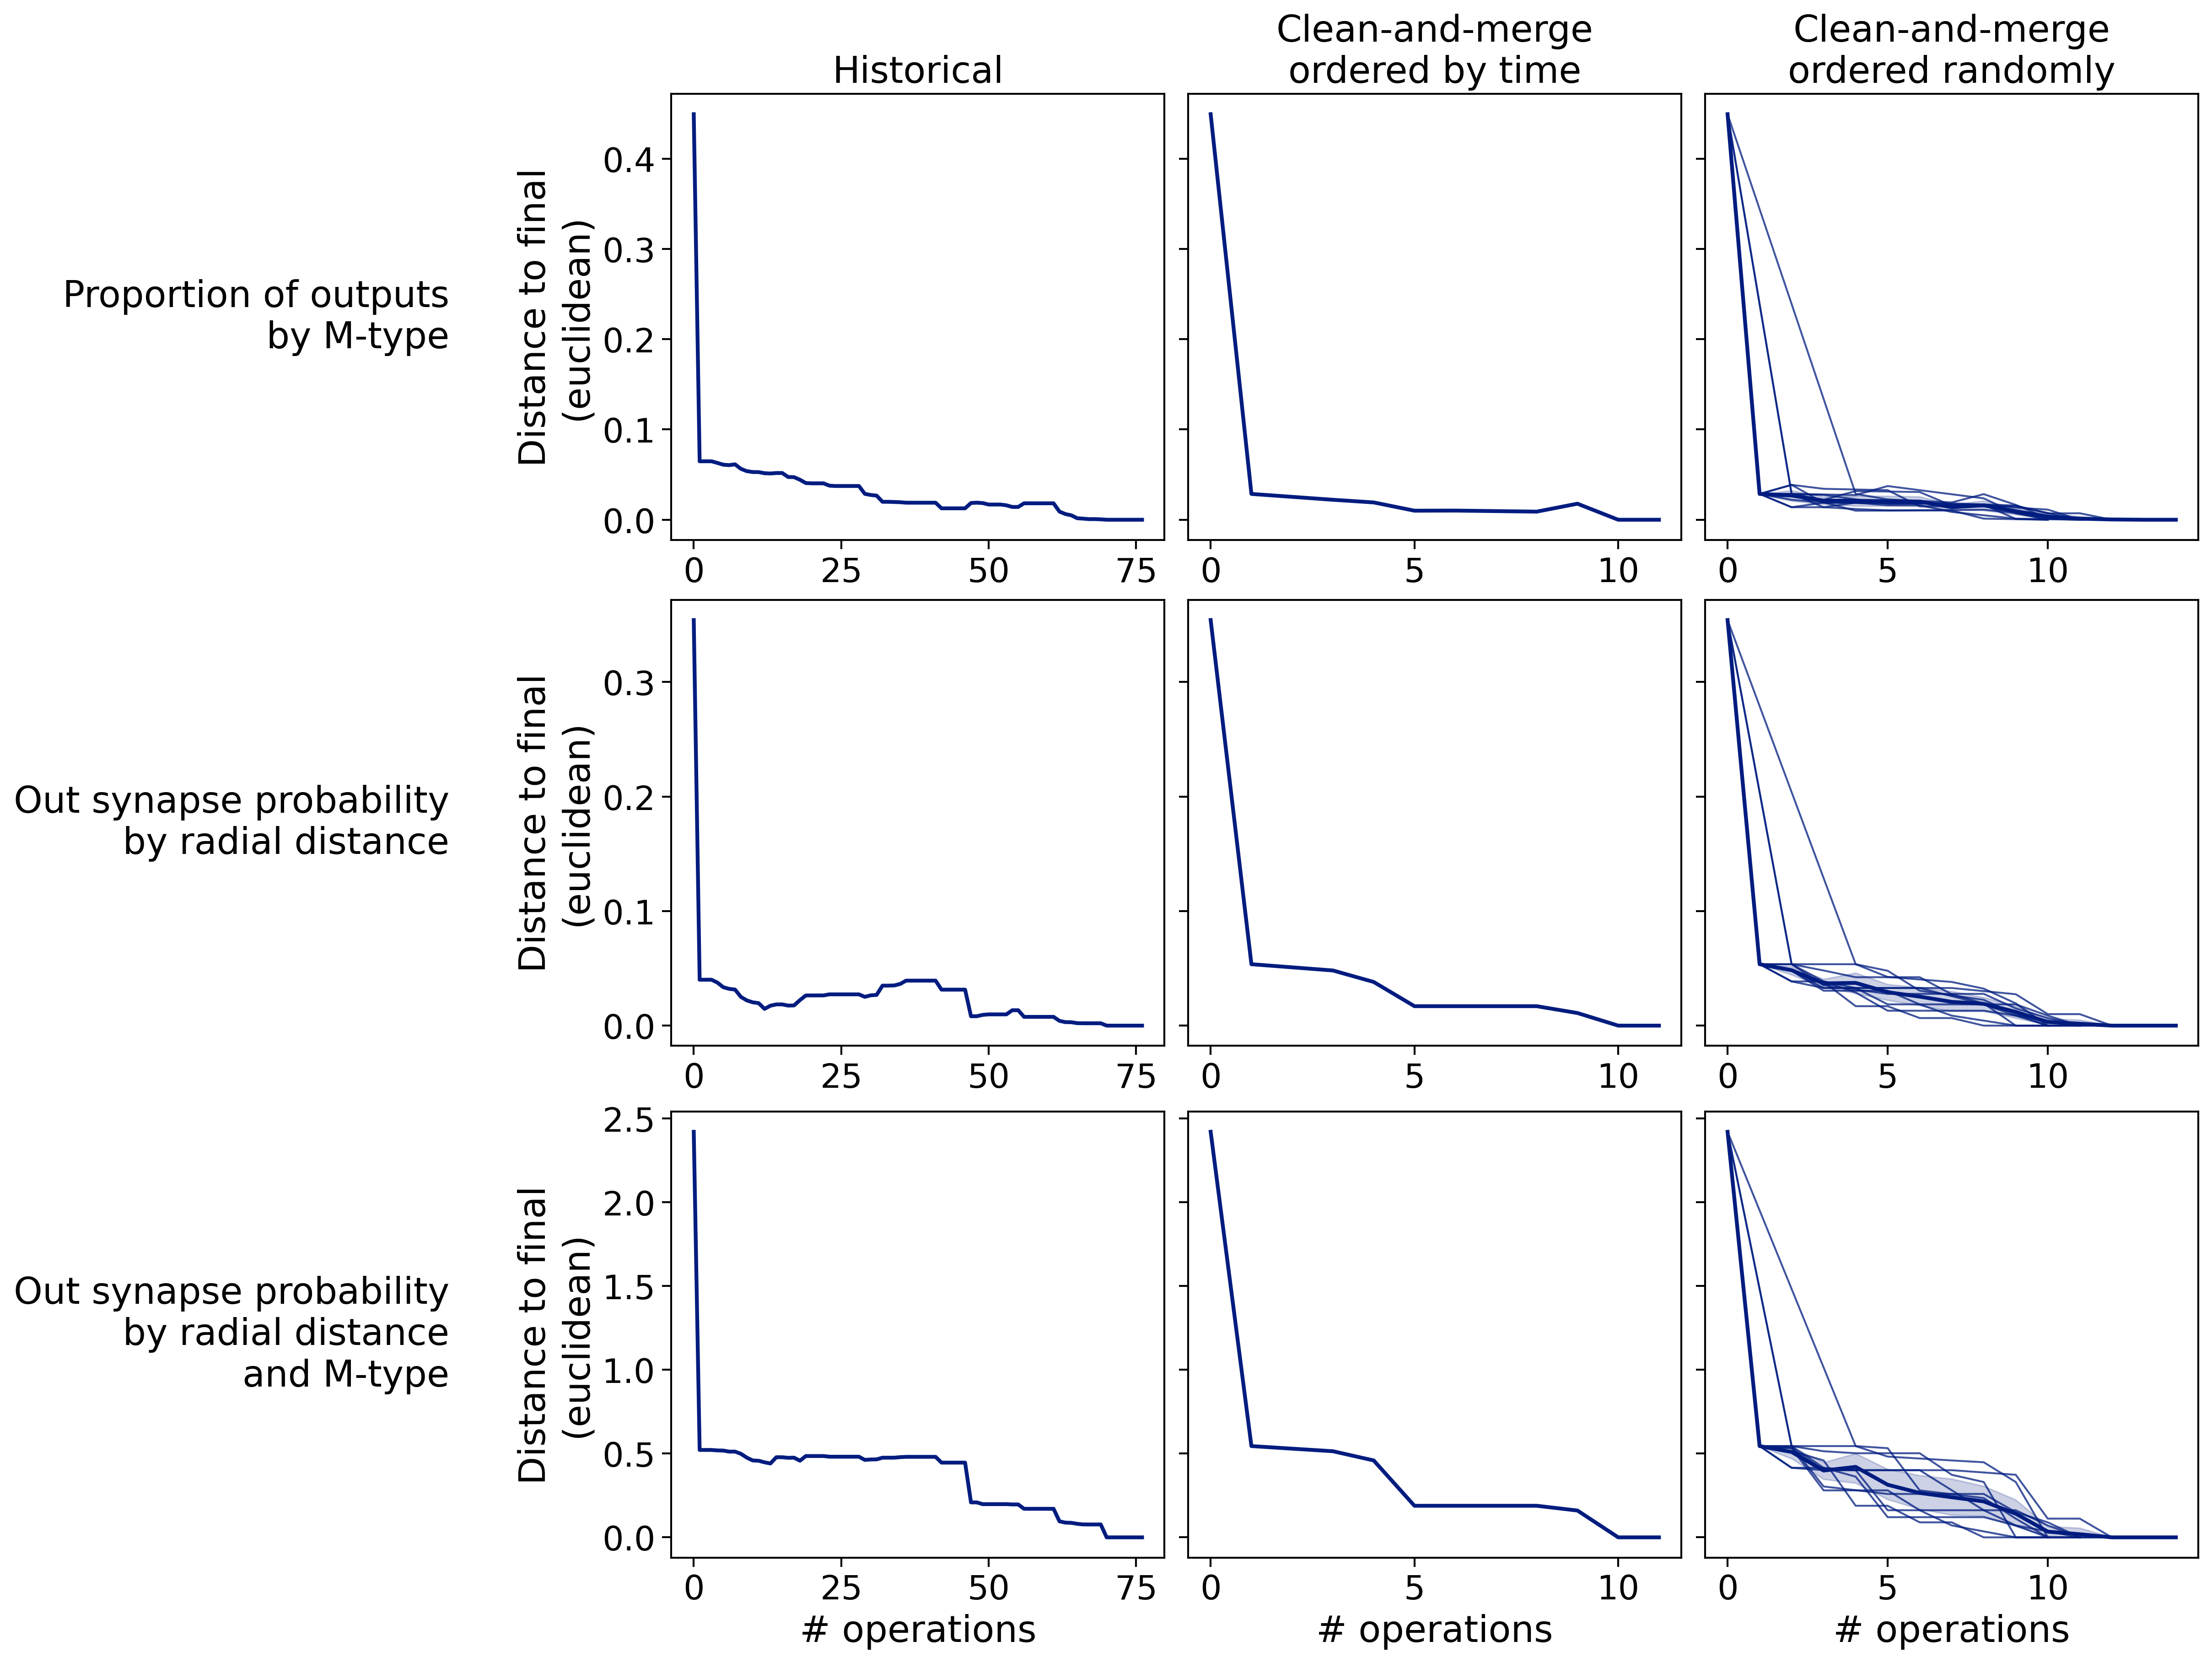 Historical
Clean-and-merge
ordered by time
Clean-and-merge
ordered randomly
Proportion of outputs
by M-type
Distance to final
(euclidean)
0.4
0.3
0.2
0.1
0.0
0 25 50 75
0 5 10
0 5 10
Out synapse probability
by radial distance
Distance to final
(euclidean)
0.3
0.2
0.1
0.0
0 25 50 75
0 5 10
0 5 10
Out synapse probability
by radial distance
and M-type
Distance to final
(euclidean)
2.5
2.0
1.5
1.0
0.5
0.0
0 25 50 75
0 5 10
0 5 10
# operations
# operations
# operations